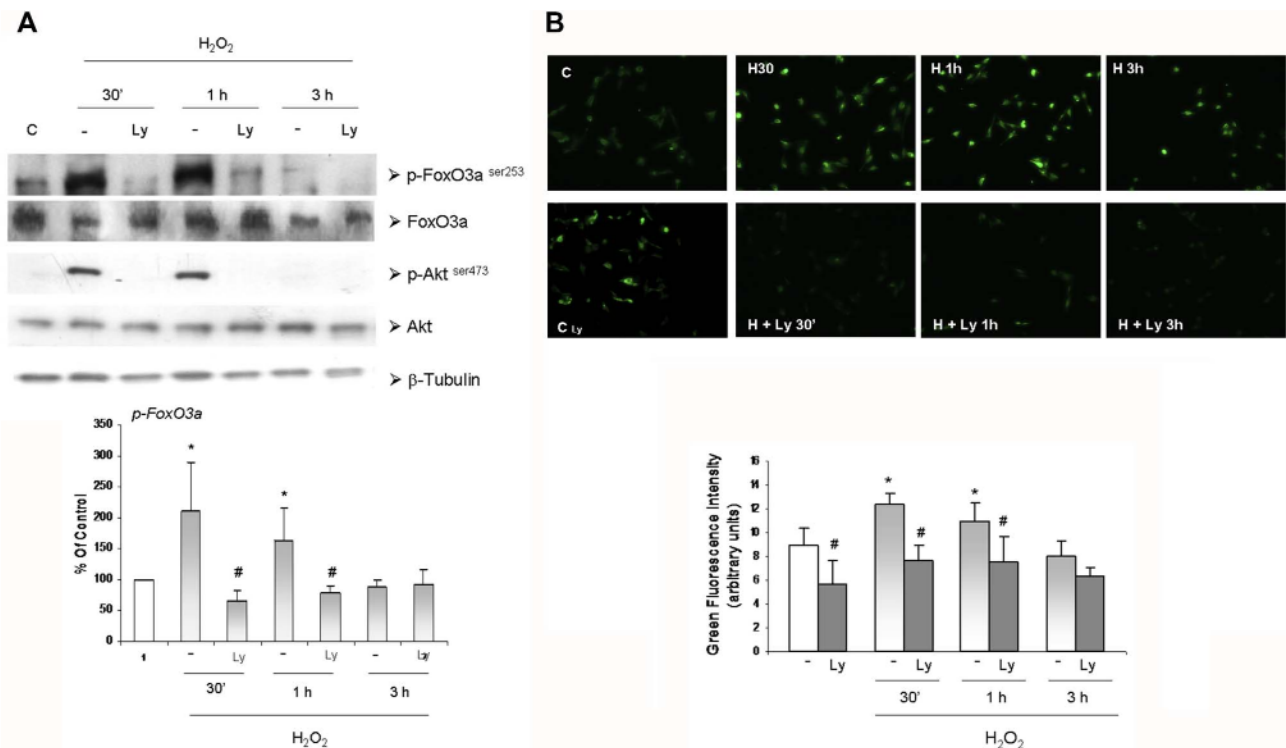 A
H₂O₂
30' 1 h 3 h
C - Ly - Ly - Ly
➢ p-FoxO3a ser253
➢ FoxO3a
➢ p-Akt ser473
➢ Akt
➢ β-Tubulin
p-FoxO3a
% Of Control
350
300
250
200
150
100
50
0
* # * #
1 - Ly - Ly - Ly
30' 1 h 3 h
H₂O₂
B
C H30 H 1h H 3h
C Ly H + Ly 30' H + Ly 1h H + Ly 3h
Green Fluorescence Intensity
(arbitrary units)
16
14
12
10
8
6
4
2
0
# * # * #
- Ly - Ly - Ly - Ly
30' 1 h 3 h
H₂O₂